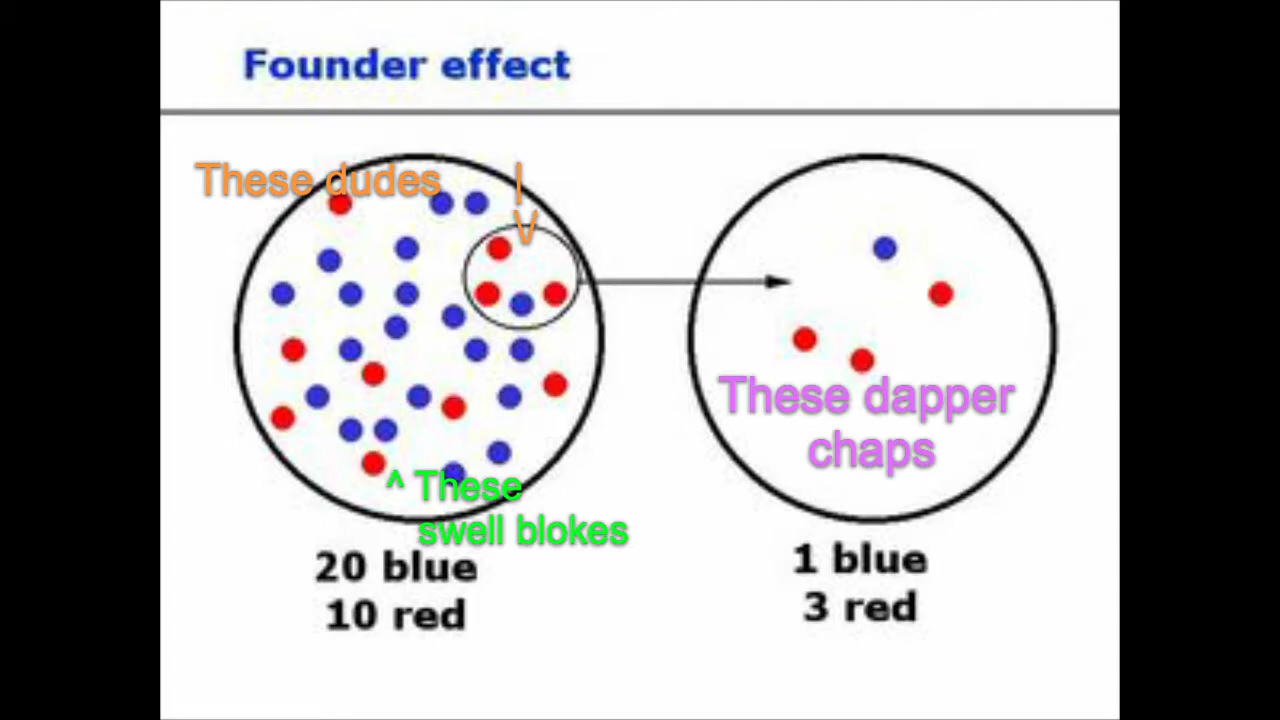 Founder effect
These dudes |
V
These dapper
chaps
^ These
swell blokes
20 blue
10 red
1 blue
3 red